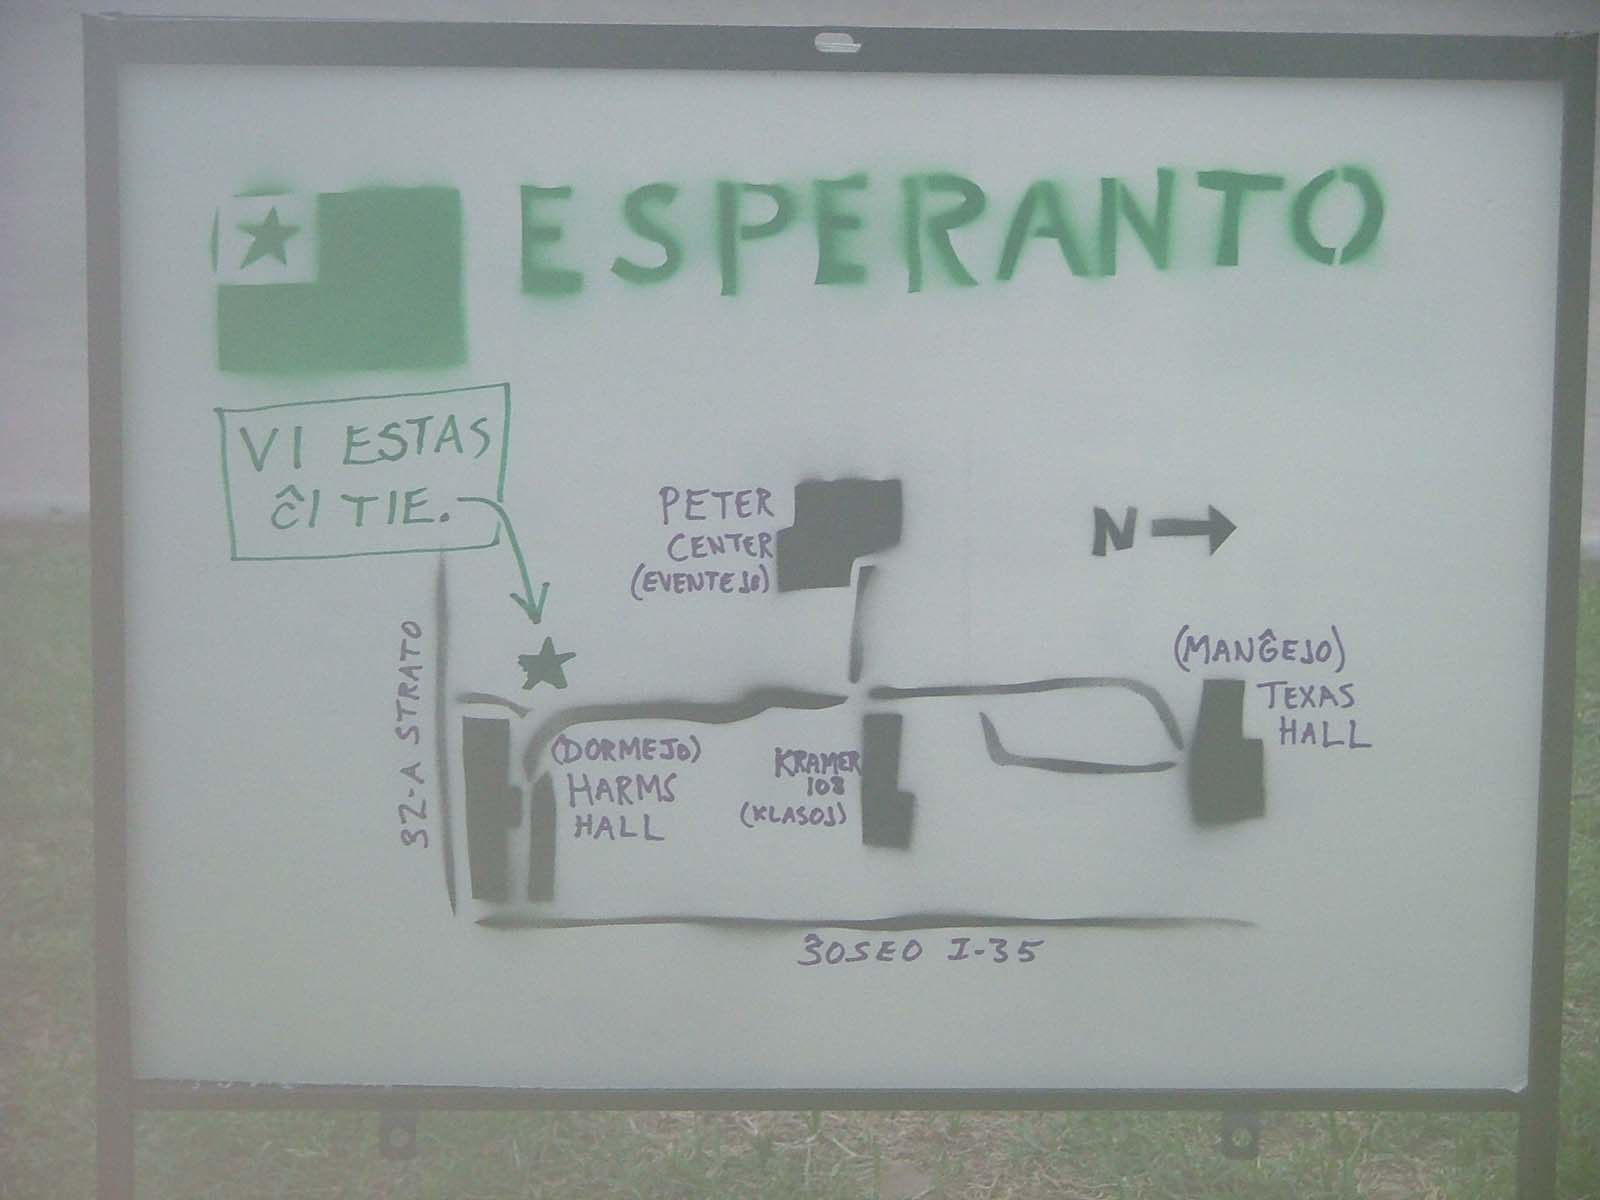 ESPERANTO
VI ESTAS
ĈI TIE.
PETER
CENTER
(EVENTEJO)
N
(MANĜEJO)
TEXAS
HALL
32-A STRATO
(DORMEJO)
HARMS
HALL
KRAMER
108
(KLASOJ)
ŜOSEO I-35